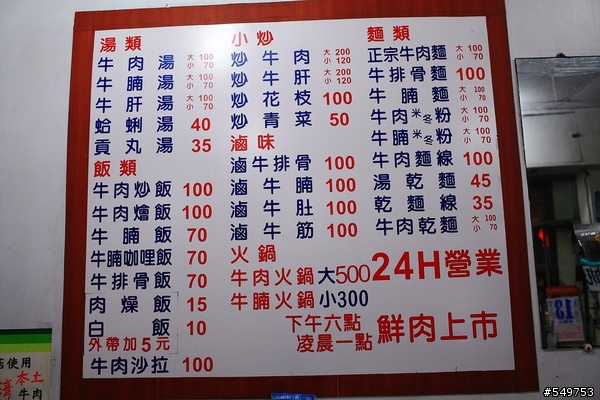 湯類
牛肉湯 大100 小70
牛腩湯 大100 小70
牛肝湯 大100 小70
蛤蜊湯 40
貢丸湯 35
飯類
牛肉炒飯 100
牛肉燴飯 100
牛腩飯 70
牛腩咖哩飯 70
牛排骨飯 70
肉燥飯 15
白飯 10
外帶加5元
牛肉沙拉 100
小炒
炒牛肉 大200 小120
炒牛肝 大200 小120
炒花枝 100
炒青菜 50
滷味
滷牛排骨 100
滷牛腩 100
滷牛肚 100
滷牛筋 100
火鍋
牛肉火鍋 大500
牛腩火鍋 小300
麵類
正宗牛肉麵 大100 小70
牛排骨麵 100
牛腩麵 大100 小70
牛肉米冬粉 大100 小70
牛腩米冬粉 大100 小70
牛肉麵線 100
湯乾麵 45
乾麵線 35
牛肉乾麵 大100 小70
24H營業
下午六點
凌晨一點
鮮肉上市
店使用
本土
牛肉
#549753